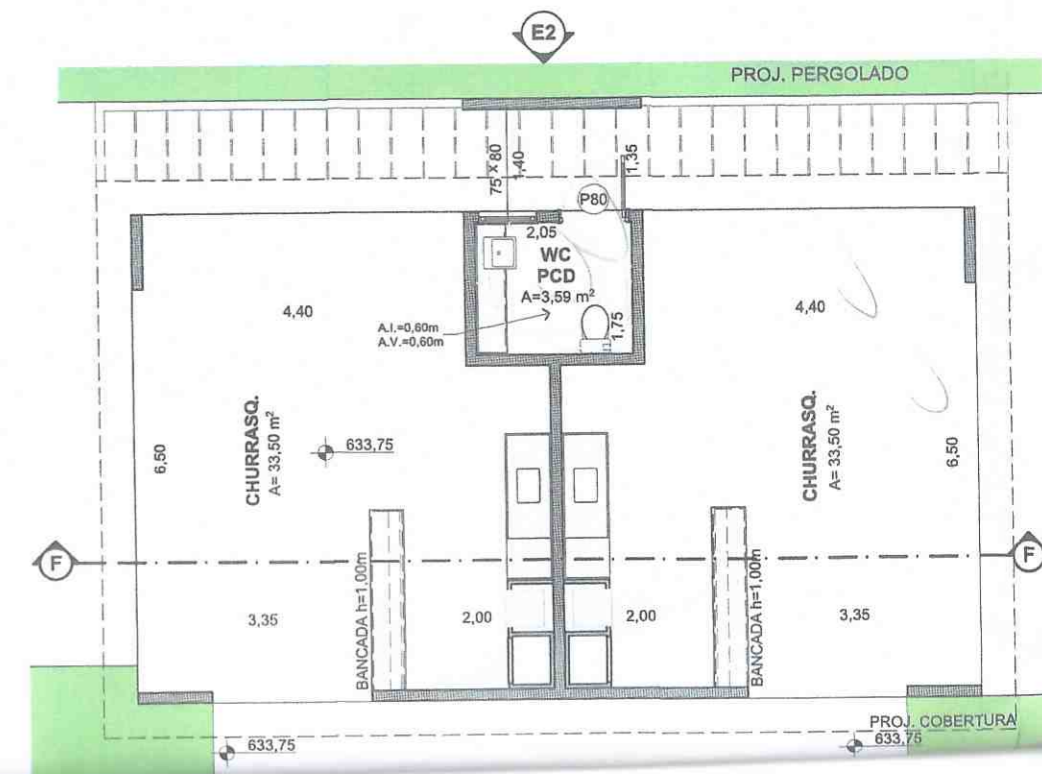 E2
PROJ. PERGOLADO
75 x 80
1,40
1,35
P80
2,05
WC
PCD
A=3,59 m²
1,75
A.I.=0,60m
A.V.=0,60m
4,40
4,40
CHURRASQ.
A= 33,50 m²
6,50
633,75
CHURRASQ.
A= 33,50 m²
6,50
F
F
BANCADA h=1,00m
BANCADA h=1,00m
3,35
2,00
2,00
3,35
PROJ. COBERTURA
633,75
633,75